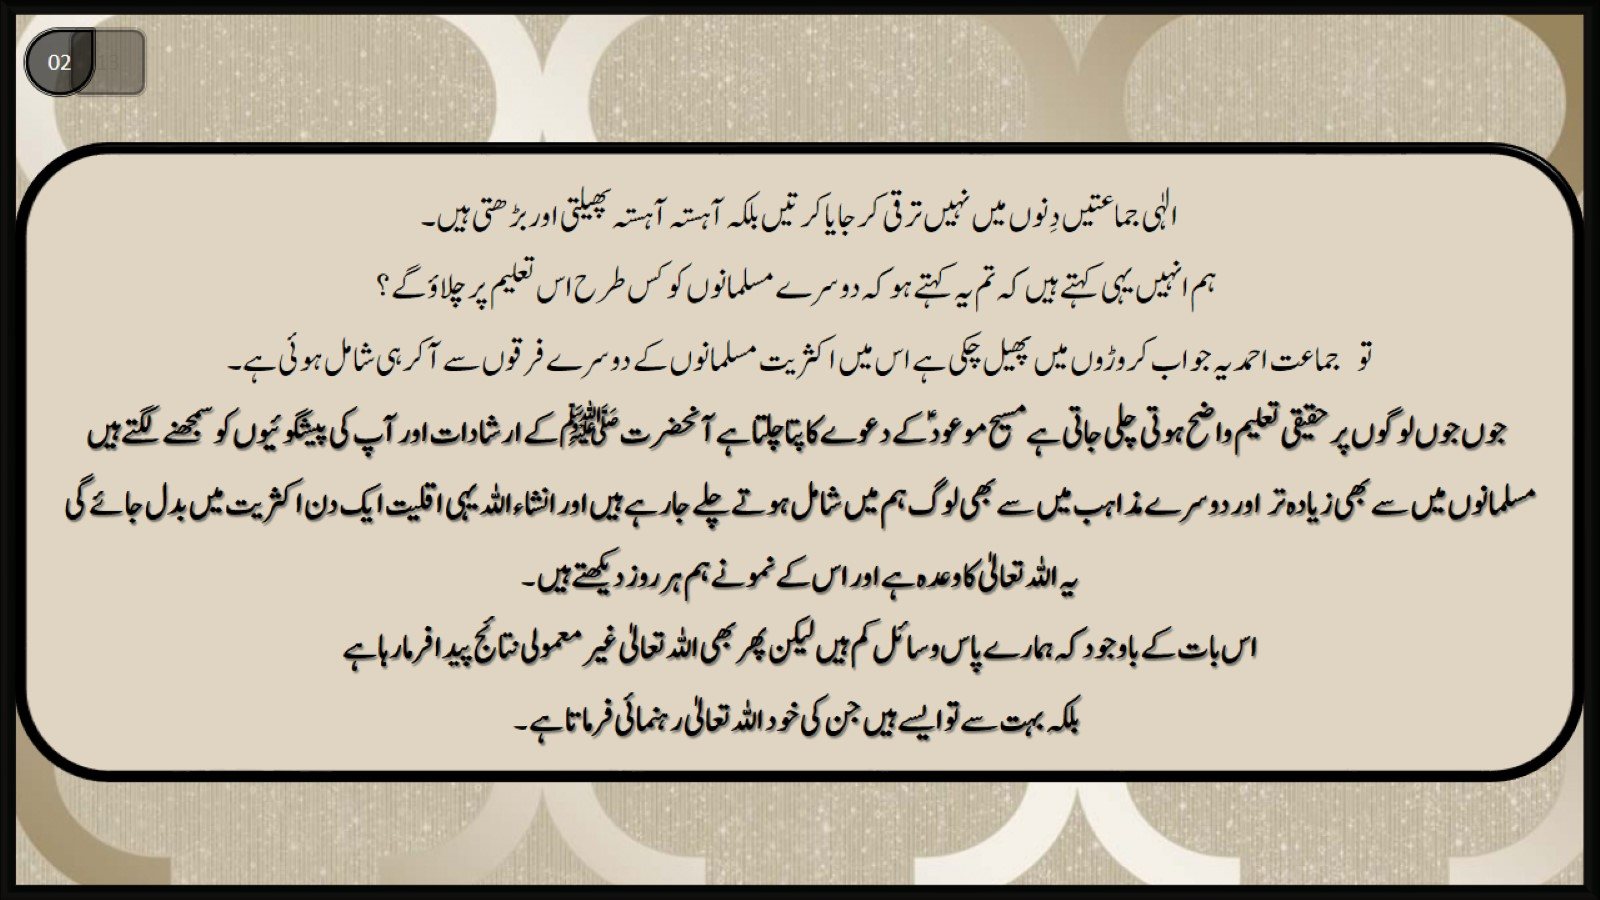 02
الٰہی جماعتیں دِنوں میں نہیں ترقی کر جایا کر تیں بلکہ آہستہ آہستہ پھیلتی اور بڑھتی ہیں۔
ہم انہیں یہی کہتے ہیں کہ تم یہ کہتے ہو کہ دوسرے مسلمانوں کو کس طرح اس تعلیم پر چلاؤ گے؟
تو جماعت احمدیہ جو اب کروڑوں میں پھیل چکی ہے اس میں اکثریت مسلمانوں کے دوسرے فرقوں سے آکر ہی شامل ہوئی ہے۔
جوں جوں لوگوں پر حقیقی تعلیم واضح ہوتی چلی جاتی ہے مسیح موعودؑ کے دعوے کا پتا چلتا ہے آنحضرت ﷺ کے ارشادات اور آپ کی پیشگوئیوں کو سمجھنے لگتے ہیں
مسلمانوں میں سے بھی زیادہ تر اور دوسرے مذاہب میں سے بھی لوگ ہم میں شامل ہوتے چلے جارہے ہیں اور انشاء اللہ یہی اقلیت ایک دن اکثریت میں بدل جائے گی
یہ اللہ تعالیٰ کا وعدہ ہے اور اس کے نمونے ہم ہر روز دیکھتے ہیں۔
اس بات کے باوجود کہ ہمارے پاس وسائل کم ہیں لیکن پھر بھی اللہ تعالیٰ غیر معمولی نتائج پیدا فرمارہا ہے
بلکہ بہت سے تو ایسے ہیں جن کی خود اللہ تعالیٰ رہنمائی فرماتا ہے۔